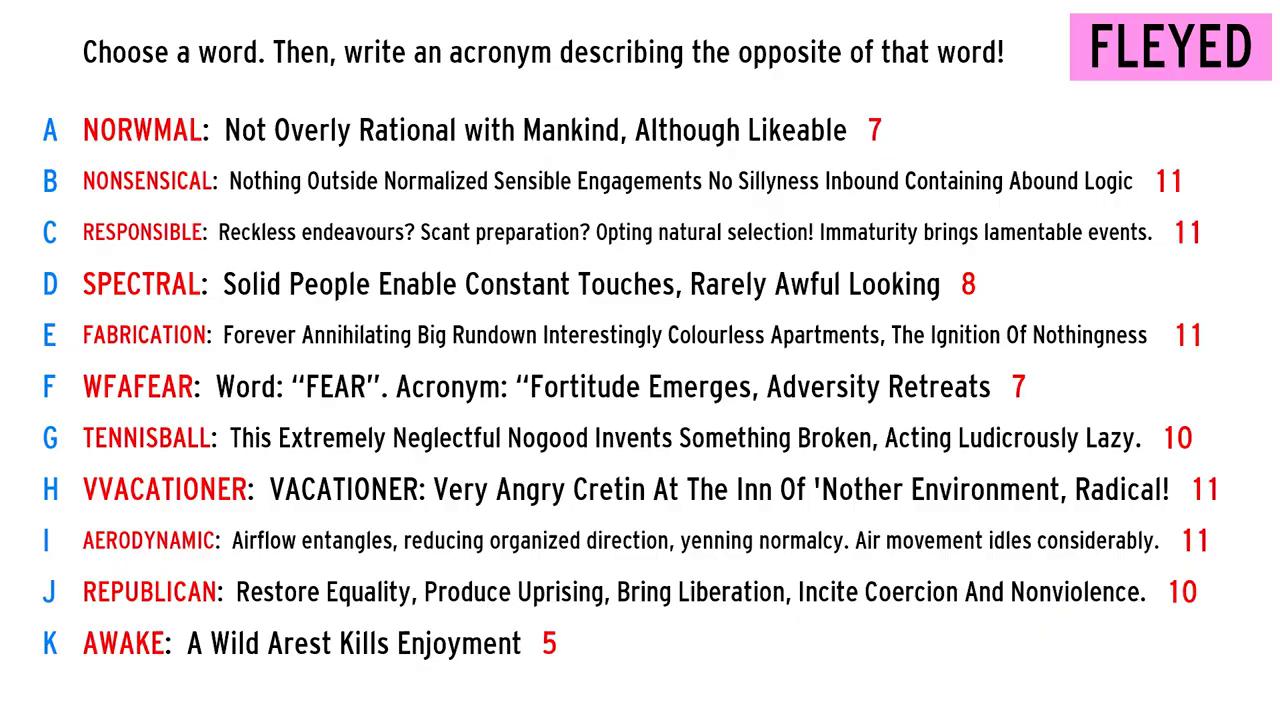 Choose a word. Then, write an acronym describing the opposite of that word!
FLEYED
A NORWMAL: Not Overly Rational with Mankind, Although Likeable 7
B NONSENSICAL: Nothing Outside Normalized Sensible Engagements No Sillyness Inbound Containing Abound Logic 11
C RESPONSIBLE: Reckless endeavours? Scant preparation? Opting natural selection! Immaturity brings lamentable events. 11
D SPECTRAL: Solid People Enable Constant Touches, Rarely Awful Looking 8
E FABRICATION: Forever Annihilating Big Rundown Interestingly Colourless Apartments, The Ignition Of Nothingness 11
F WFAFEAR: Word: “FEAR”. Acronym: “Fortitude Emerges, Adversity Retreats 7
G TENNISBALL: This Extremely Neglectful Nogood Invents Something Broken, Acting Ludicrously Lazy. 10
H VVACATIONER: VACATIONER: Very Angry Cretin At The Inn Of 'Nother Environment, Radical! 11
I AERODYNAMIC: Airflow entangles, reducing organized direction, yenning normalcy. Air movement idles considerably. 11
J REPUBLICAN: Restore Equality, Produce Uprising, Bring Liberation, Incite Coercion And Nonviolence. 10
K AWAKE: A Wild Arest Kills Enjoyment 5